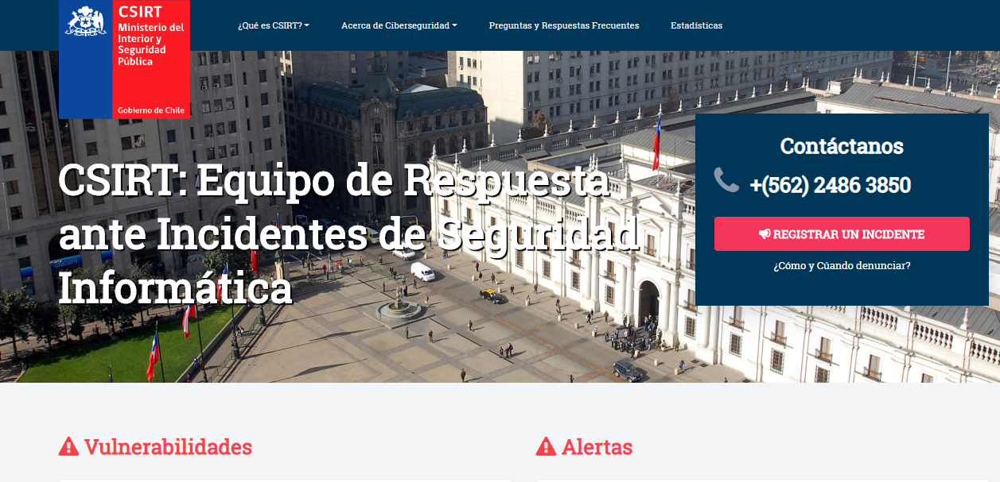 CSIRT
Ministerio del
Interior y
Seguridad
Pública
Gobierno de Chile
¿Qué es CSIRT?
Acerca de Ciberseguridad
Preguntas y Respuestas Frecuentes
Estadísticas
CSIRT: Equipo de Respuesta
ante Incidentes de Seguridad
Informática
Contáctanos
+(562) 2486 3850
REGISTRAR UN INCIDENTE
¿Cómo y Cúando denunciar?
Vulnerabilidades
Alertas